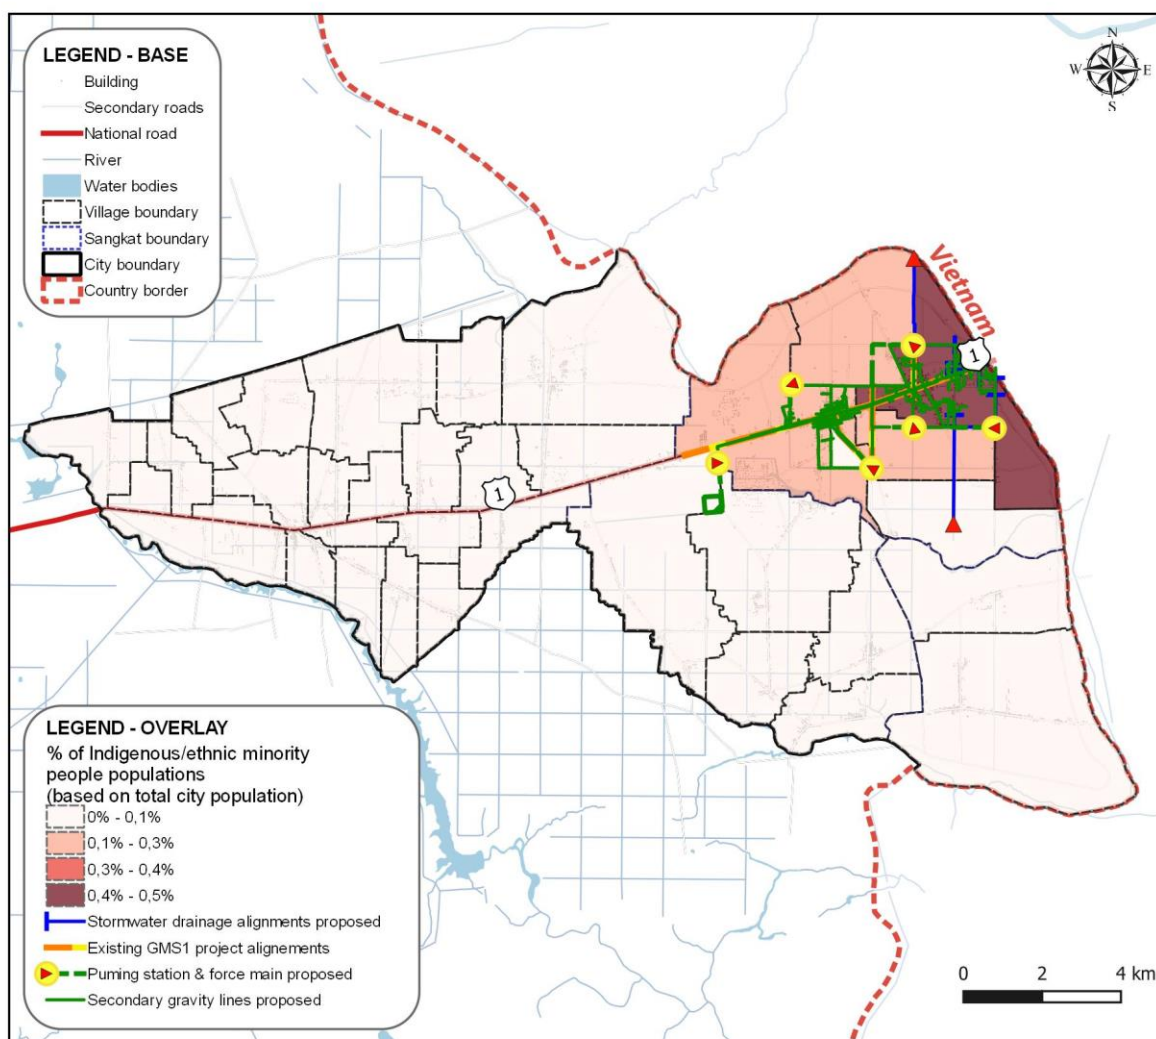 LEGEND - BASE
Building
Secondary roads
National road
River
Water bodies
Village boundary
Sangkat boundary
City boundary
Country border
N
W
E
S
Vietnam
1
1
LEGEND - OVERLAY
% of Indigenous/ethnic minority
people populations
(based on total city population)
0% - 0,1%
0,1% - 0,3%
0,3% - 0,4%
0,4% - 0,5%
Stormwater drainage alignments proposed
Existing GMS1 project alignements
Puming station & force main proposed
Secondary gravity lines proposed
0 2 4 km